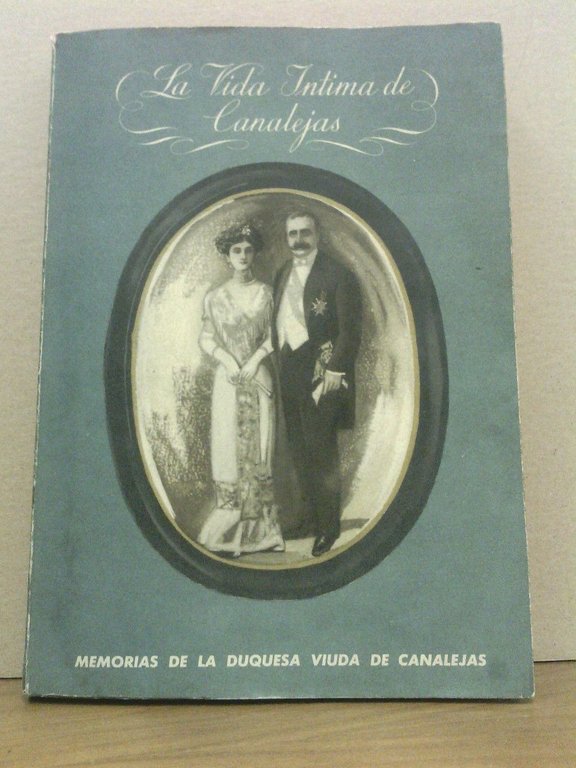 La Vida Intima de
Canalejas
MEMORIAS DE LA DUQUESA VIUDA DE CANALEJAS